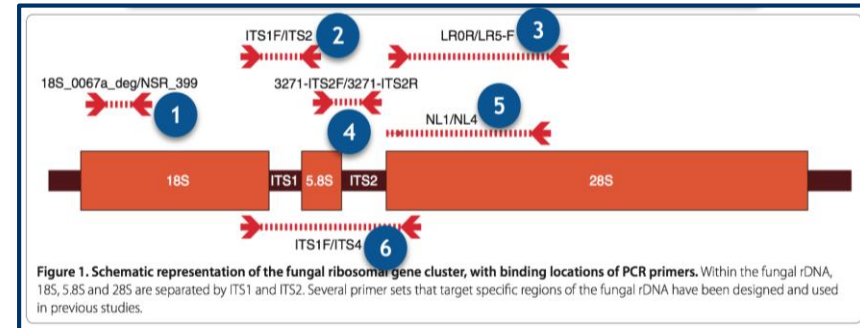 ITS1F/ITS2
2
LR0R/LR5-F
3
18S_0067a_deg/NSR_399
1
3271-ITS2F/3271-ITS2R
4
NL1/NL4
5
18S
ITS1
5.8S
ITS2
28S
ITS1F/ITS4
6
Figure 1. Schematic representation of the fungal ribosomal gene cluster, with binding locations of PCR primers. Within the fungal rDNA,
18S, 5.8S and 28S are separated by ITS1 and ITS2. Several primer sets that target specific regions of the fungal rDNA have been designed and used
in previous studies.